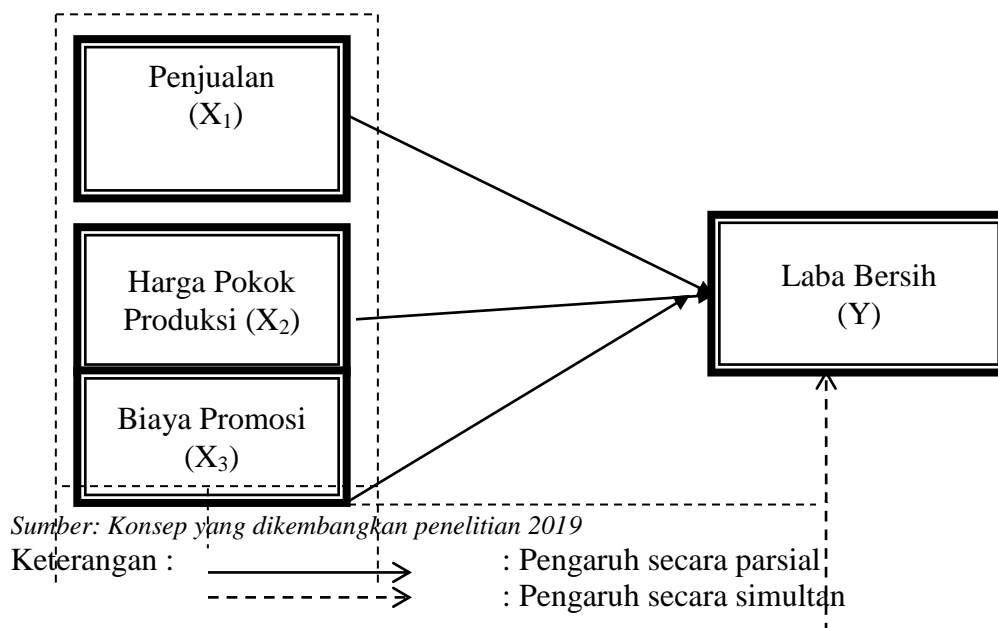 Penjualan
(X₁)
Harga Pokok
Produksi (X₂)
Biaya Promosi
(X₃)
Laba Bersih
(Y)
Sumber: Konsep yang dikembangkan penelitian 2019
Keterangan :
: Pengaruh secara parsial
: Pengaruh secara simultan